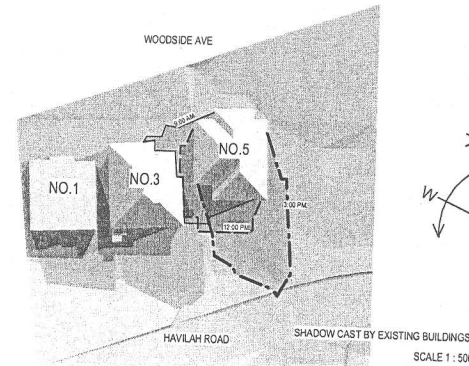 WOODSIDE AVE
9:00 AM.
NO.5
NO.3
NO.1
W
3:00 PM.
12:00 PM.
HAVILAH ROAD
SHADOW CAST BY EXISTING BUILDINGS
SCALE 1 : 500